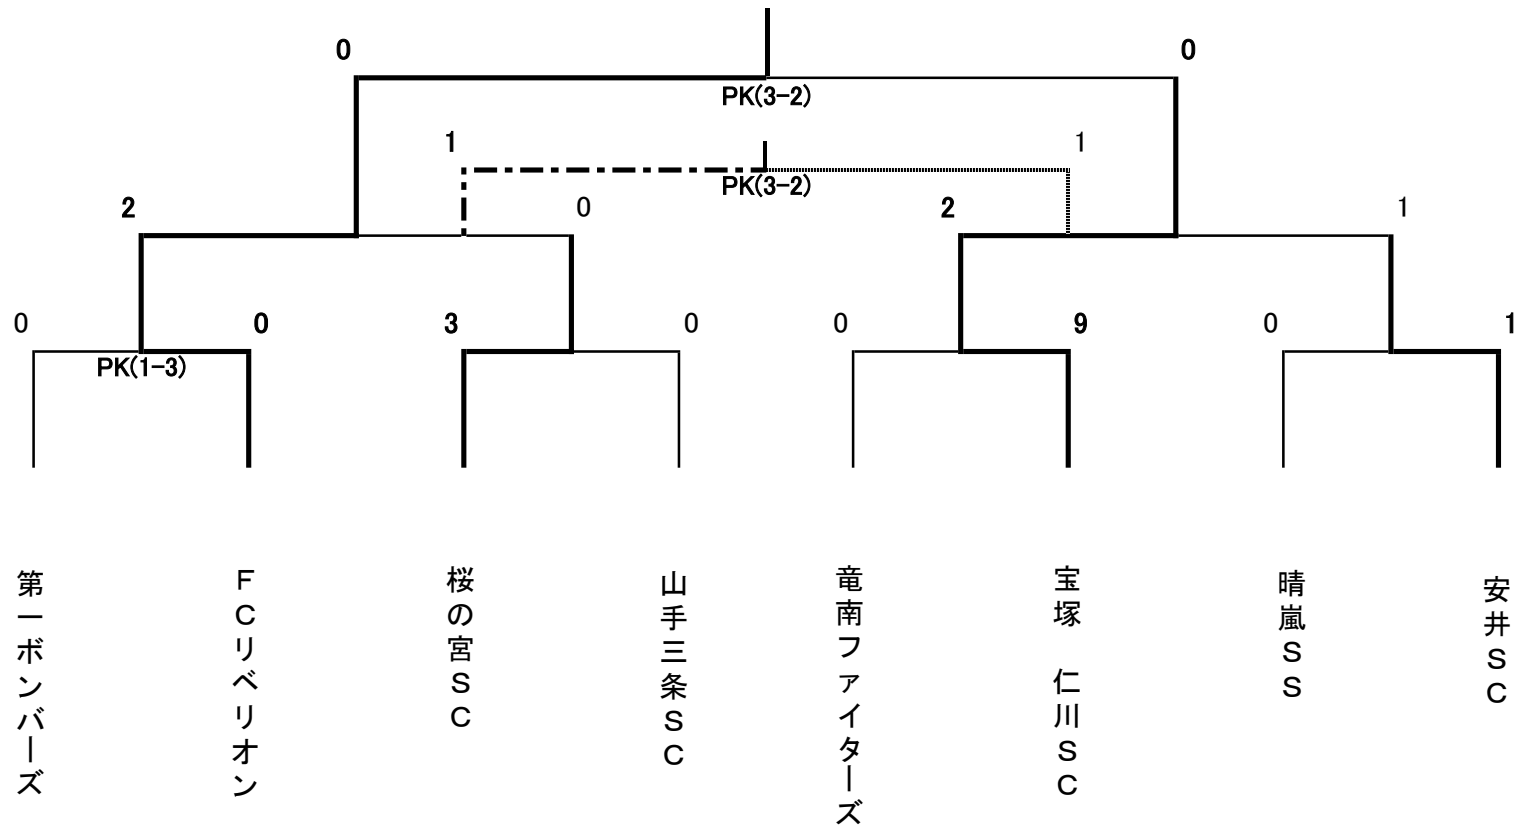 0
0
PK(3-2)
1
1
PK(3-2)
2
0
2
1
0
0
3
0
0
9
0
1
PK(1-3)
第一ボンバーズ
FCリベリオン
桜の宮SC
山手三条SC
竜南ファイターズ
宝塚 仁川SC
晴嵐SS
安井SC